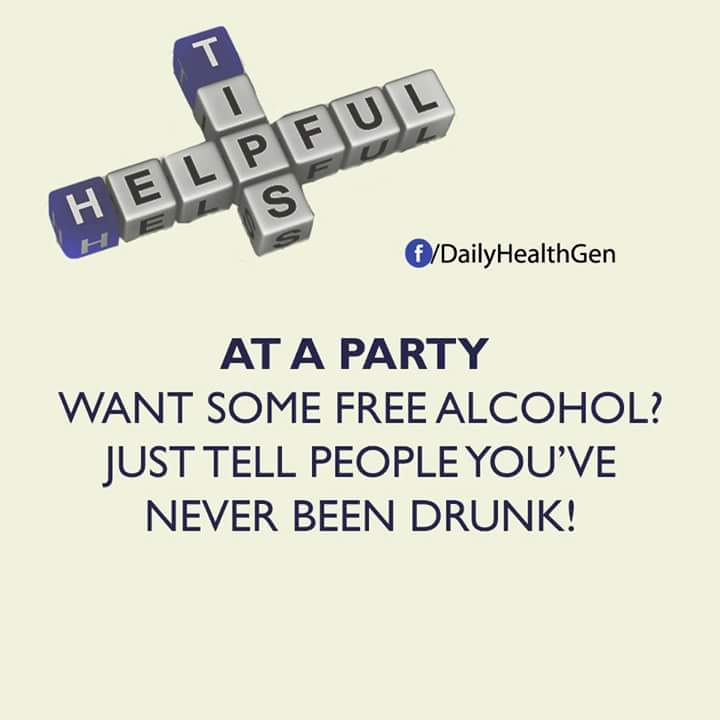 TIPS
HELPFUL
f/DailyHealthGen
AT A PARTY
WANT SOME FREE ALCOHOL?
JUST TELL PEOPLE YOU'VE
NEVER BEEN DRUNK!